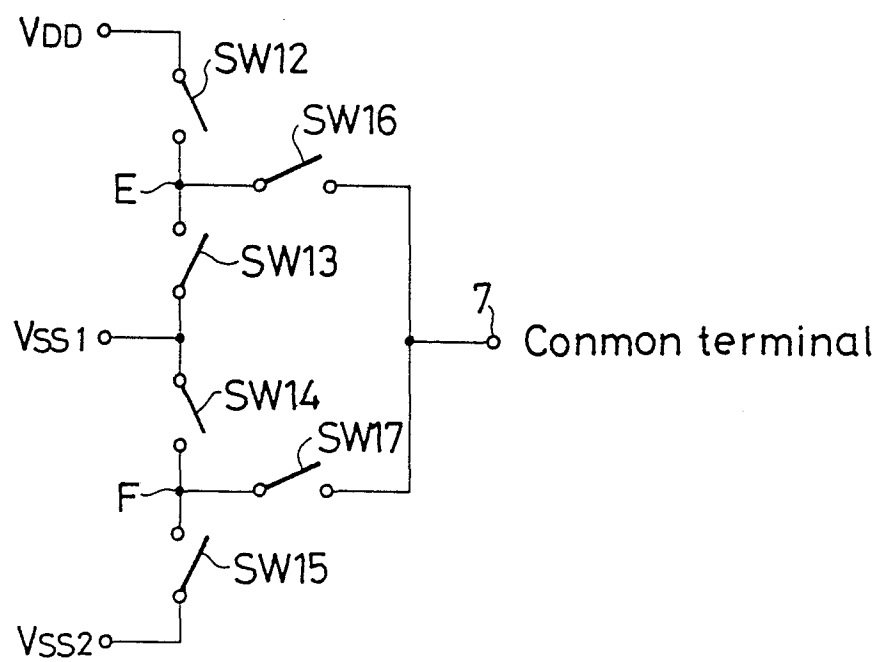 VDD
SW12
SW16
E
SW13
7
VSS1
Conmon terminal
SW14
SW17
F
SW15
VSS2